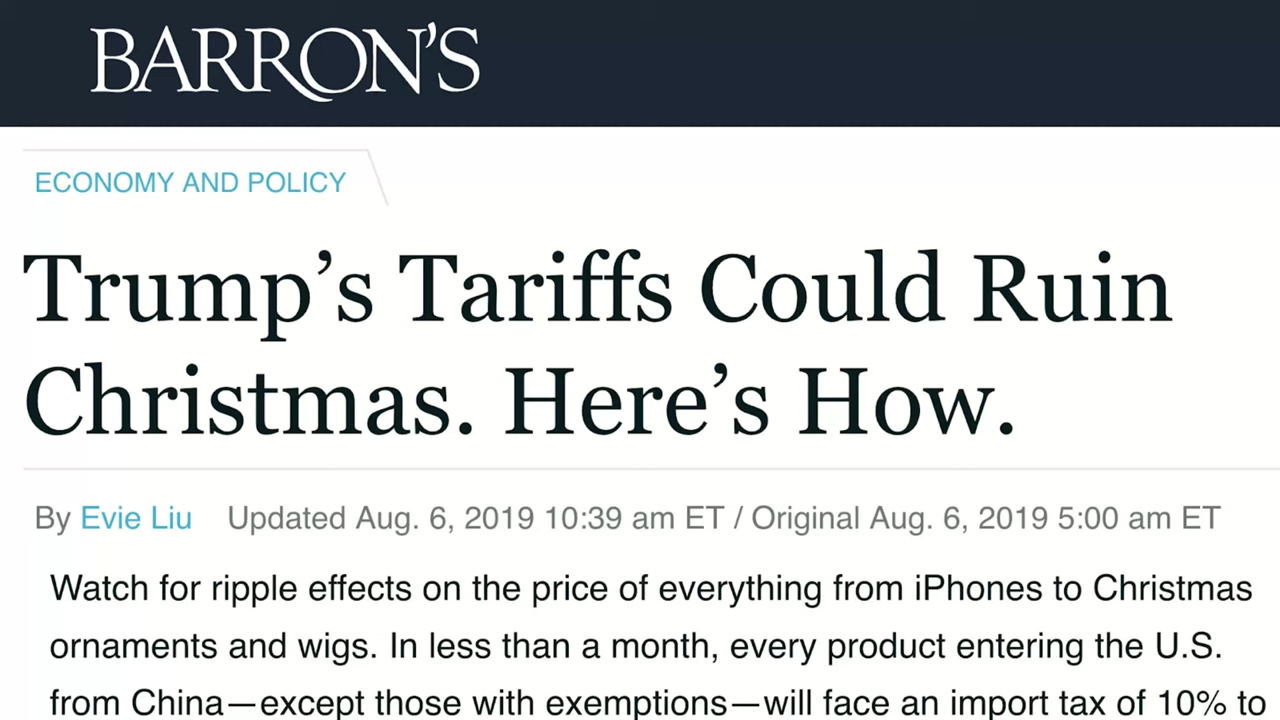 BARRON'S
ECONOMY AND POLICY
Trump’s Tariffs Could Ruin
Christmas. Here’s How.
By Evie Liu Updated Aug. 6, 2019 10:39 am ET / Original Aug. 6, 2019 5:00 am ET
Watch for ripple effects on the price of everything from iPhones to Christmas
ornaments and wigs. In less than a month, every product entering the U.S.
from China—except those with exemptions—will face an import tax of 10% to